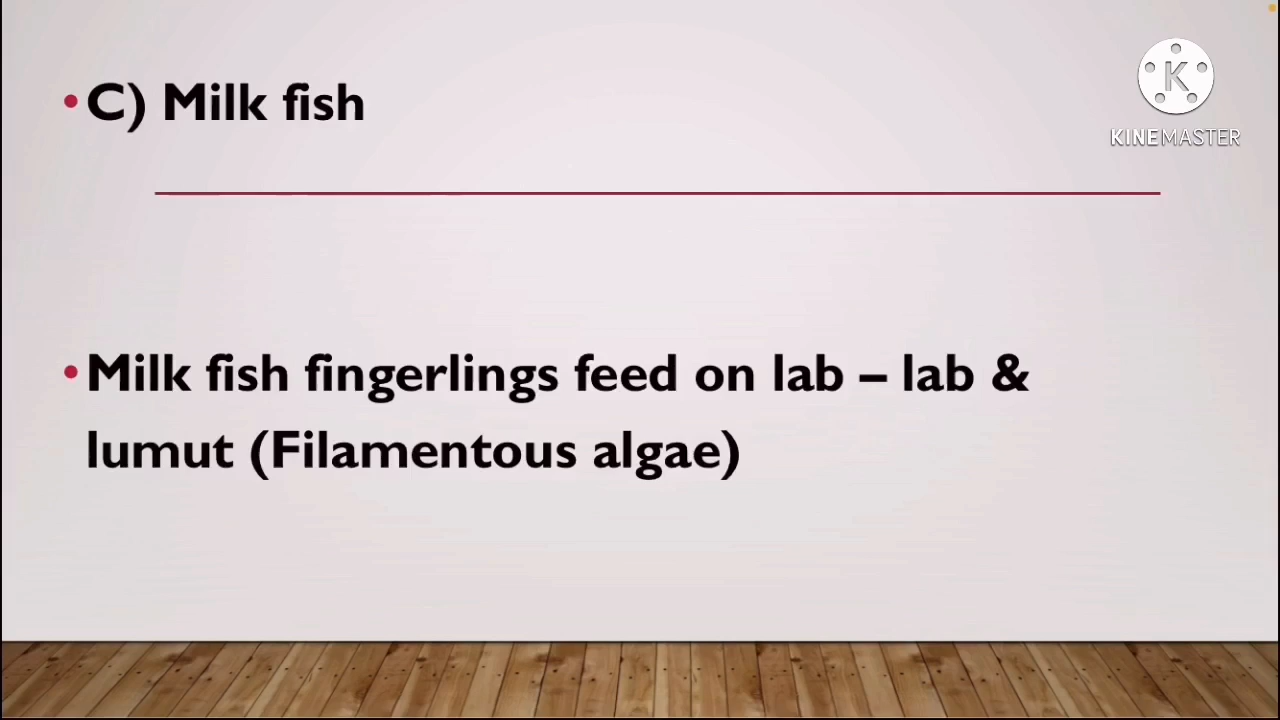 • C) Milk fish
K
KINEMASTER
• Milk fish fingerlings feed on lab – lab &
lumut (Filamentous algae)